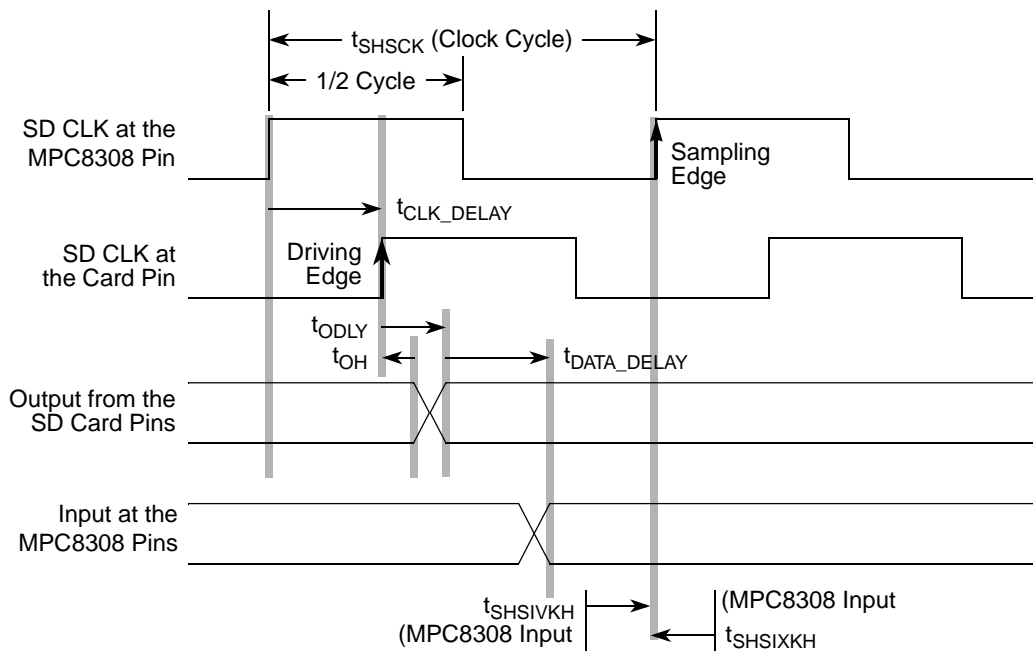 tSHSCK (Clock Cycle)
1/2 Cycle
SD CLK at the
MPC8308 Pin
Sampling
Edge
tCLK_DELAY
SD CLK at
the Card Pin
Driving
Edge
tODLY
tOH
tDATA_DELAY
Output from the
SD Card Pins
Input at the
MPC8308 Pins
tSHSIVKH
(MPC8308 Input
(MPC8308 Input
tSHSIXKH